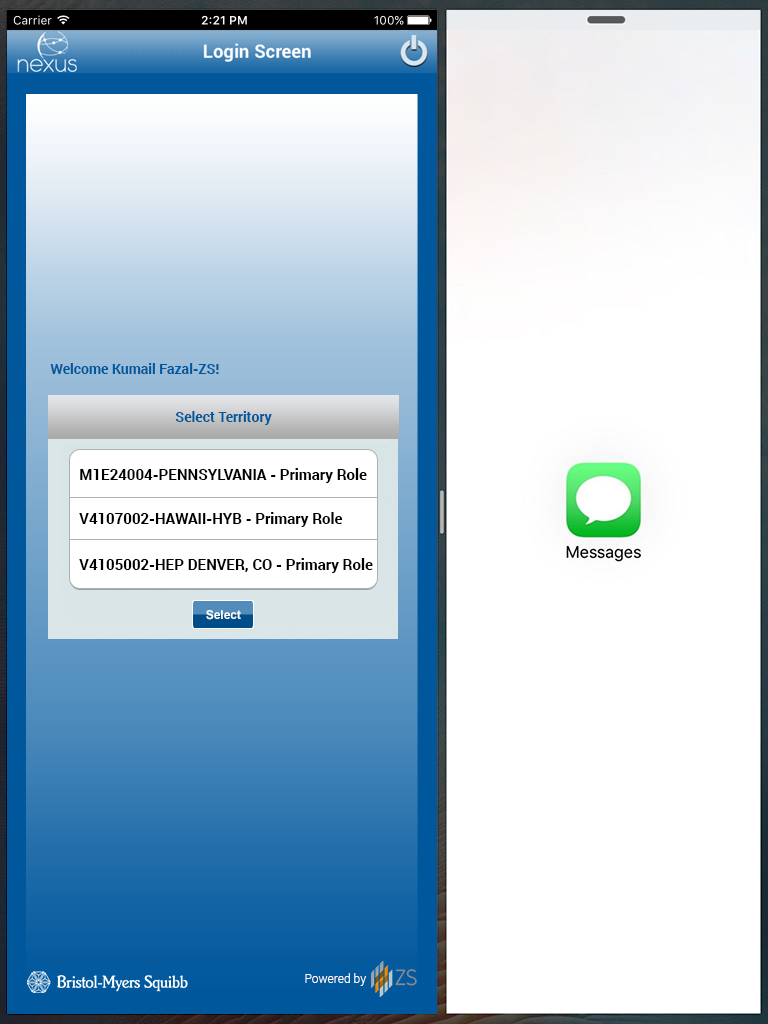 Carrier 2:21 PM 100%
nexus
Login Screen
Welcome Kumail Fazal-ZS!
Select Territory
M1E24004-PENNSYLVANIA - Primary Role
V4107002-HAWAII-HYB - Primary Role
V4105002-HEP DENVER, CO - Primary Role
Select
Messages
Bristol-Myers Squibb
Powered by ZS